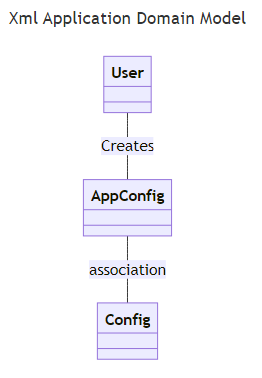 Xml Application Domain Model
User
Creates
AppConfig
association
Config